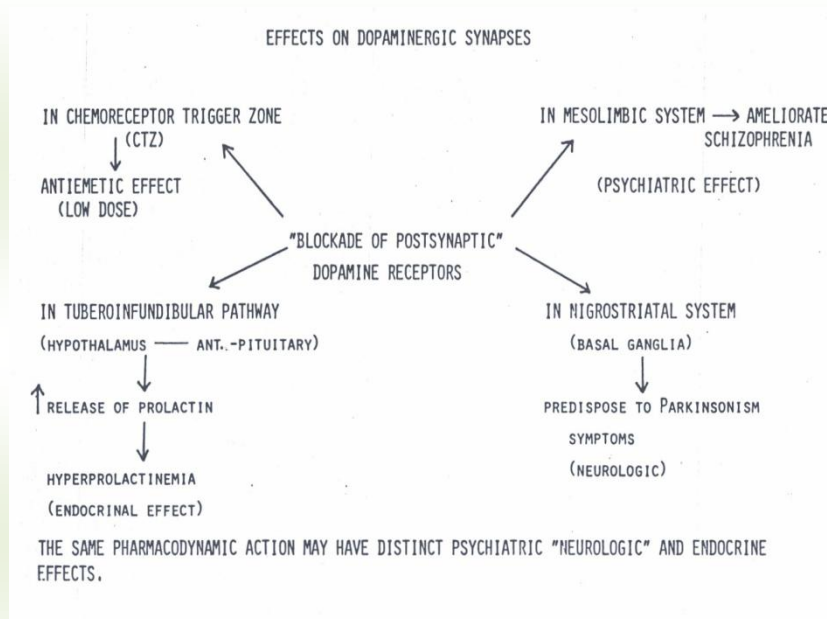 EFFECTS ON DOPAMINERGIC SYNAPSES
IN CHEMORECEPTOR TRIGGER ZONE
(CTZ)
ANTIEMETIC EFFECT
(LOW DOSE)
IN MESOLIMBIC SYSTEM → AMELIORATE
SCHIZOPHRENIA
(PSYCHIATRIC EFFECT)
"BLOCKADE OF POSTSYNAPTIC"
DOPAMINE RECEPTORS
IN TUBEROINFUNDIBULAR PATHWAY
(HYPOTHALAMUS — ANT.-PITUITARY)
↑ RELEASE OF PROLACTIN
HYPERPROLACTINEMIA
(ENDOCRINAL EFFECT)
IN NIGROSTRIATAL SYSTEM
(BASAL GANGLIA)
PREDISPOSE TO PARKINSONISM
SYMPTOMS
(NEUROLOGIC)
THE SAME PHARMACODYNAMIC ACTION MAY HAVE DISTINCT PSYCHIATRIC "NEUROLOGIC" AND ENDOCRINE
EFFECTS.